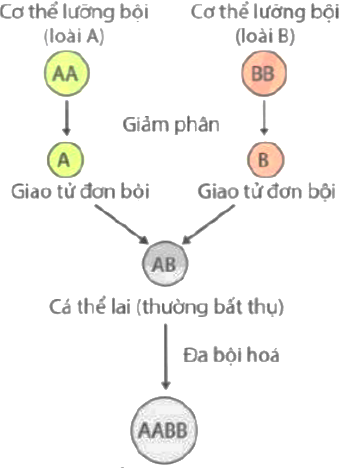 Cơ thể lưỡng bội
(loài A)
Cơ thể lưỡng bội
(loài B)
AA
BB
Giảm phân
A
B
Giao tử đơn bòi
Giao tử đơn bội
AB
Cá thể lai (thường bất thụ)
Đa bội hoá
AABB